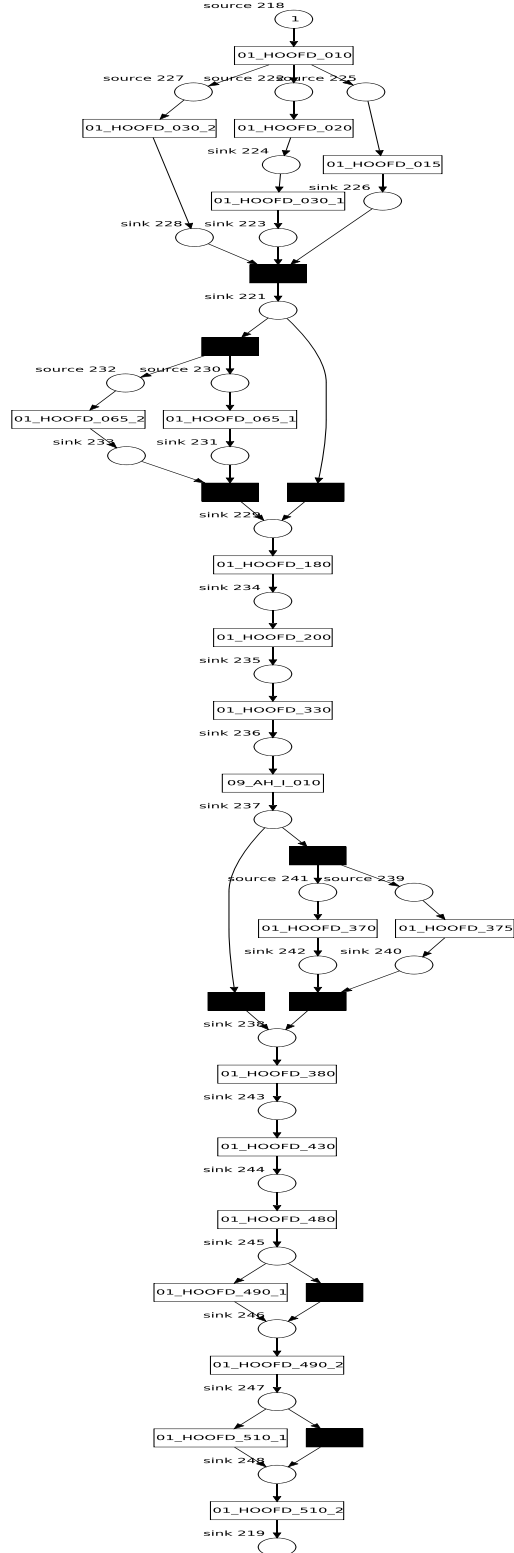 source 218
1
01_HOOFD_010
source 227
source 222
source 225
01_HOOFD_030_2
01_HOOFD_020
sink 224
01_HOOFD_015
sink 226
01_HOOFD_030_1
sink 228
sink 223
sink 221
source 232
source 230
01_HOOFD_065_2
01_HOOFD_065_1
sink 233
sink 231
sink 229
01_HOOFD_180
sink 234
01_HOOFD_200
sink 235
01_HOOFD_330
sink 236
09_AH_I_010
sink 237
source 241
source 239
01_HOOFD_370
01_HOOFD_375
sink 242
sink 240
sink 238
01_HOOFD_380
sink 243
01_HOOFD_430
sink 244
01_HOOFD_480
sink 245
01_HOOFD_490_1
sink 246
01_HOOFD_490_2
sink 247
01_HOOFD_510_1
sink 248
01_HOOFD_510_2
sink 219